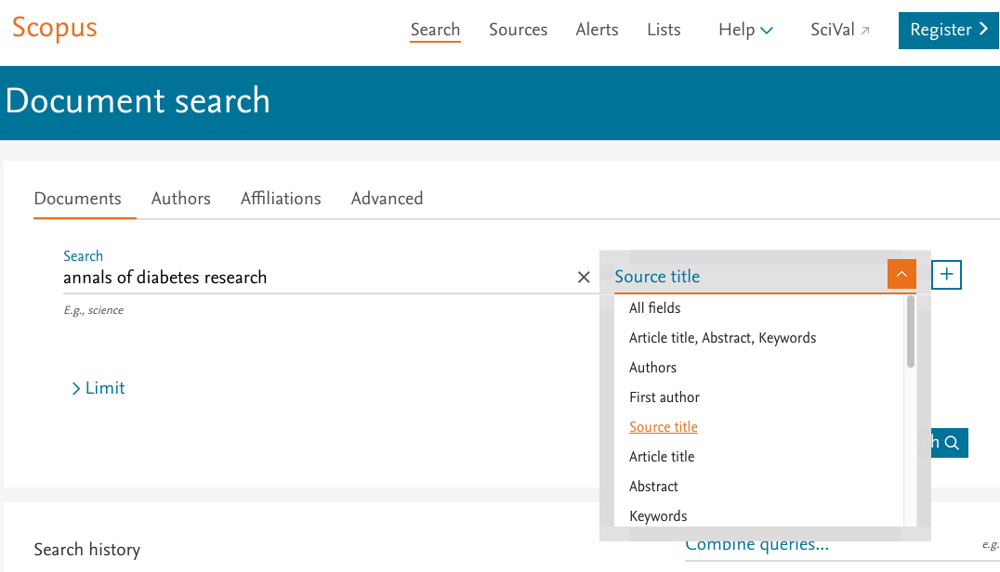 Scopus
Search Sources Alerts Lists Help SciVal Register
Document search
Documents Authors Affiliations Advanced
Search
annals of diabetes research
Source title
E.g., science
All fields
Article title, Abstract, Keywords
Authors
First author
Source title
Article title
Abstract
Keywords
Limit
h
Combine queries...
e.g.
Search history